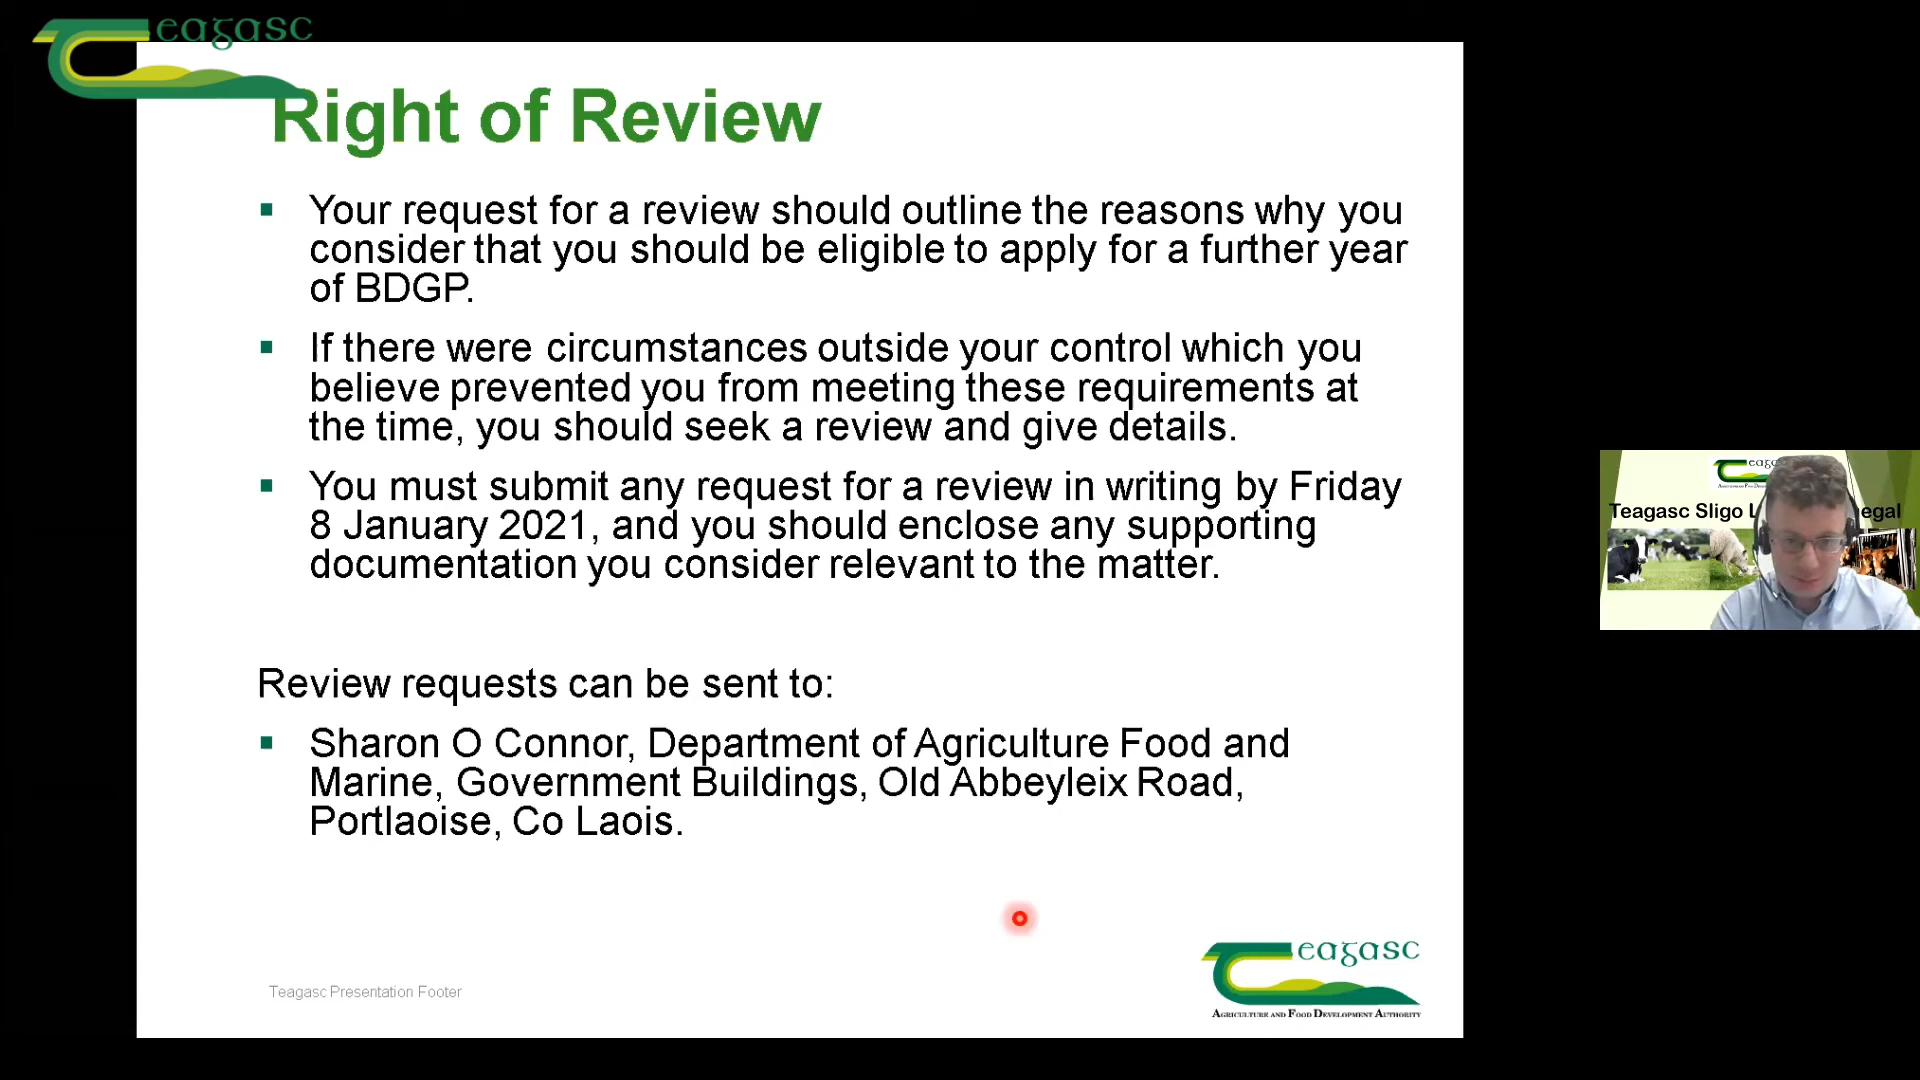 eagasc
Right of Review
Your request for a review should outline the reasons why you
consider that you should be eligible to apply for a further year
of BDGP.
If there were circumstances outside your control which you
believe prevented you from meeting these requirements at
the time, you should seek a review and give details.
You must submit any request for a review in writing by Friday
8 January 2021, and you should enclose any supporting
documentation you consider relevant to the matter.
Review requests can be sent to:
Sharon O Connor, Department of Agriculture Food and
Marine, Government Buildings, Old Abbeyleix Road,
Portlaoise, Co Laois.
Teagasc Presentation Footer
eagasc
AGRICULTURE AND FOOD DEVELOPMENT AUTHORITY
Teagasc Sligo L egal